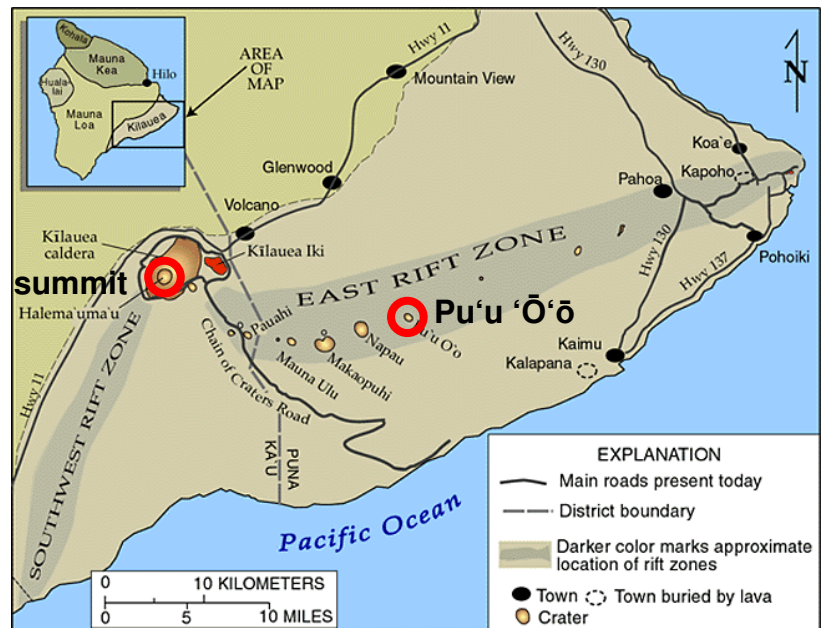 Kohala
Mauna
Kea
Hilo
Huala-
lai
Mauna
Loa
Kilauea
AREA
OF
MAP
Hwy 11
Mountain View
Hwy 130
N
Glenwood
Koa`e
Kapoho
Pahoa
Volcano
Kīlauea
caldera
Kīlauea Iki
summit
Halema`uma`u
EAST RIFT ZONE
Pu‘u ‘Ō‘ō
Pu`u O`o
Hwy 130
Hwy 137
Pohoiki
Pauahi
Napau
Makaopuhi
Mauna Ulu
Kaimu
Kalapana
Chain of Craters Road
Hwy 11
SOUTHWEST RIFT ZONE
PUNA
KA`U
Pacific Ocean
EXPLANATION
Main roads present today
District boundary
Darker color marks approximate
location of rift zones
Town
Town buried by lava
Crater
0 10 KILOMETERS
0 5 10 MILES